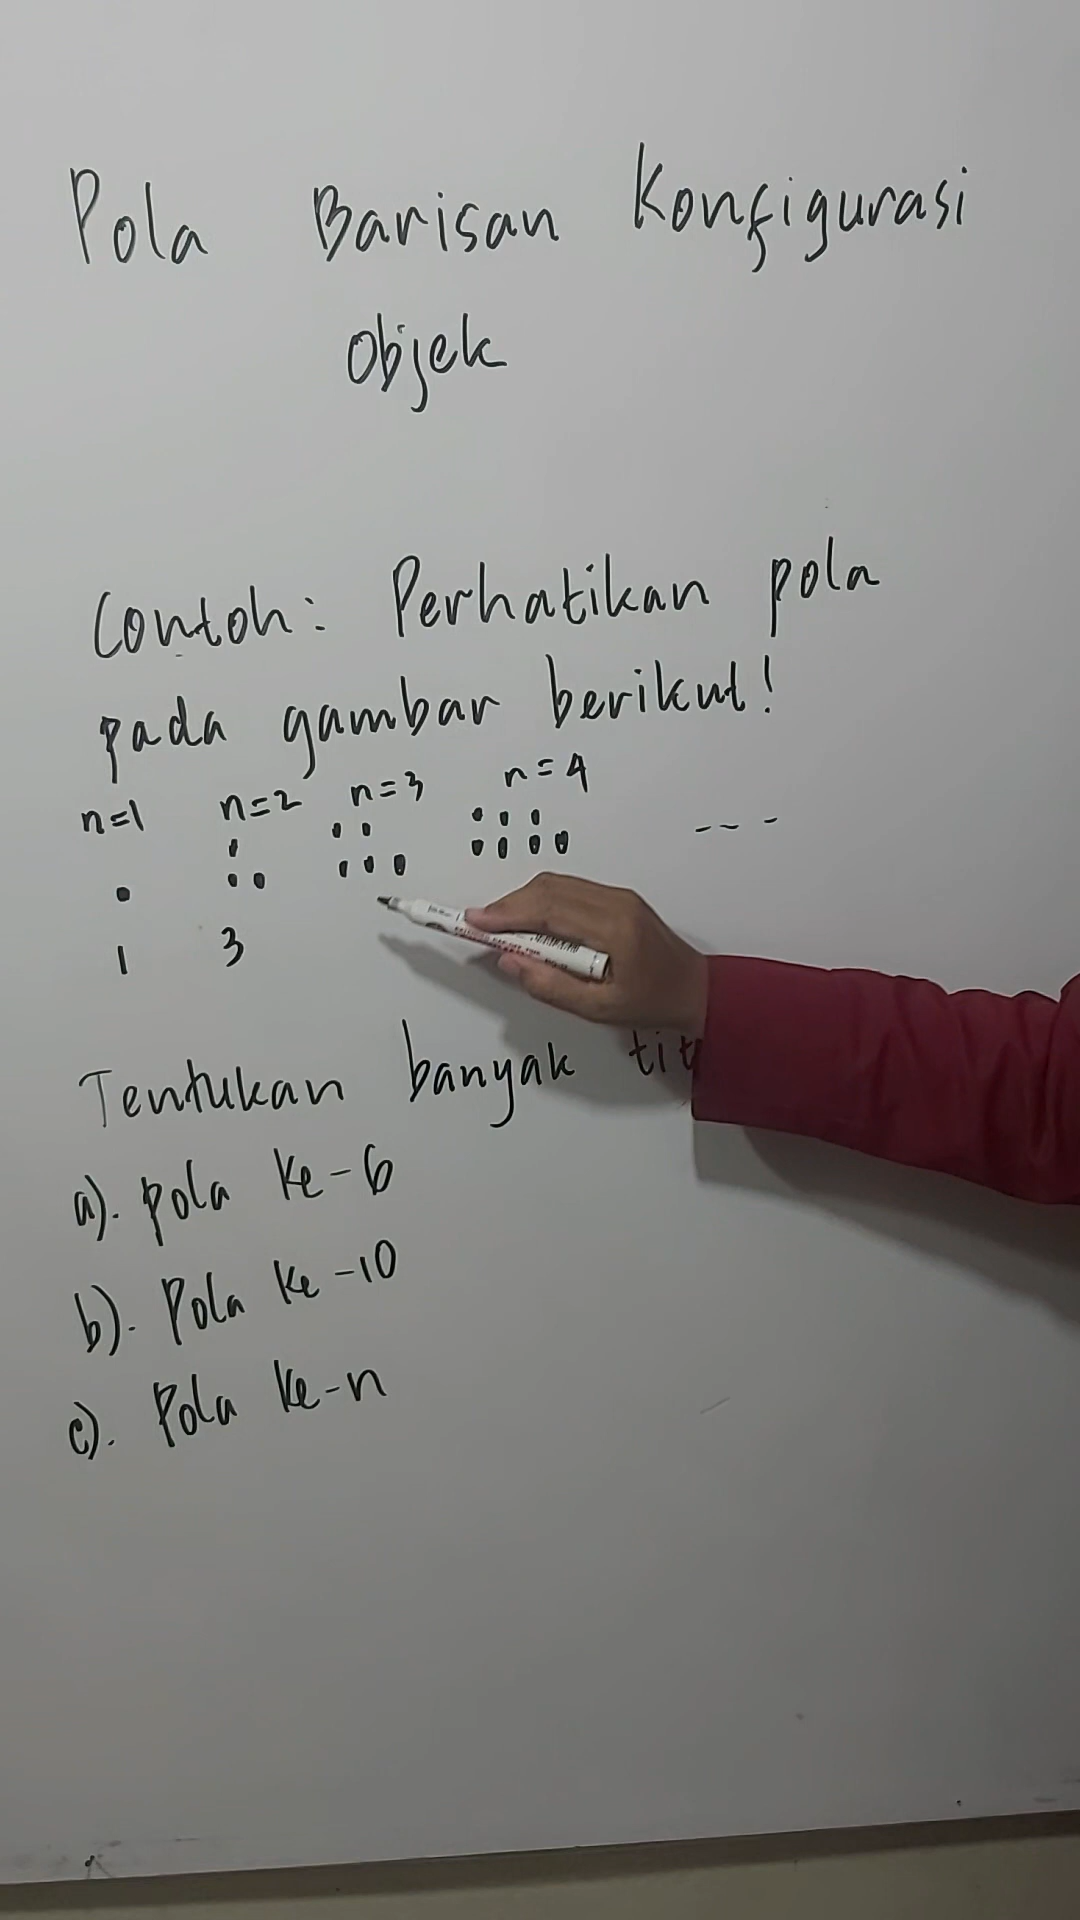 Pola Barisan Konfigurasi
Objek
Contoh: Perhatikan pola
pada gambar berikut!
n=1 n=2 n=3 n=4
----
1 3
Tentukan banyak
a). pola ke-6
b). Pola ke-10
c). Pola ke-n